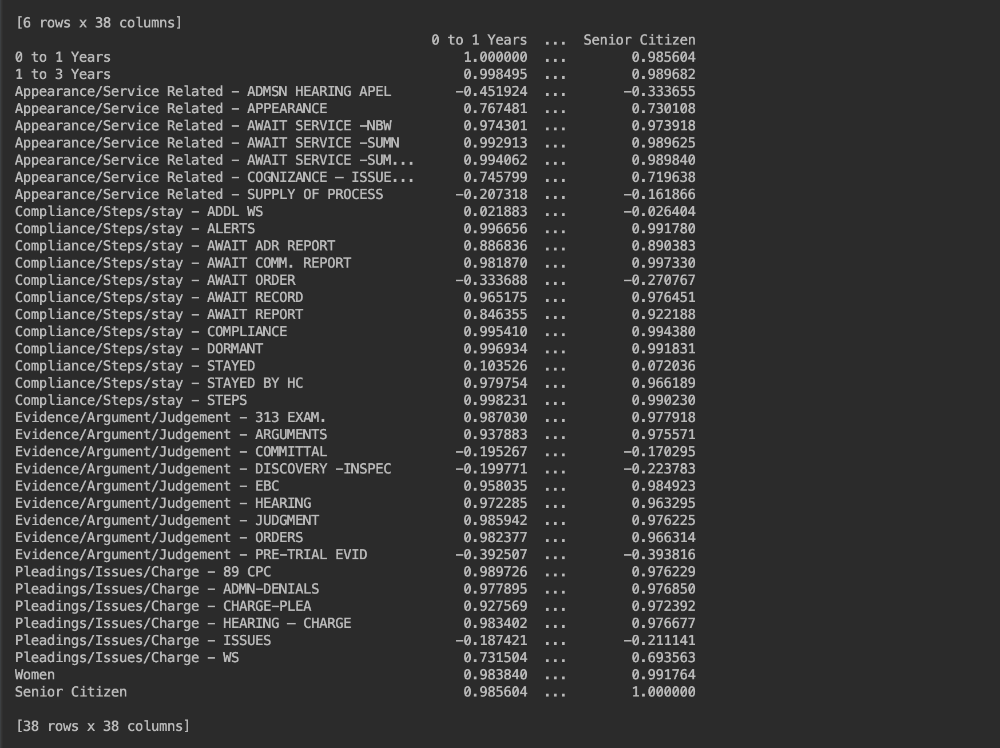 [6 rows x 38 columns]
0 to 1 Years ... Senior Citizen
0 to 1 Years 1.000000 ... 0.985604
1 to 3 Years 0.998495 ... 0.989682
Appearance/Service Related – ADMSN HEARING APEL -0.451924 ... -0.333655
Appearance/Service Related – APPEARANCE 0.767481 ... 0.730108
Appearance/Service Related – AWAIT SERVICE -NBW 0.974301 ... 0.973918
Appearance/Service Related – AWAIT SERVICE -SUMN 0.992913 ... 0.989625
Appearance/Service Related – AWAIT SERVICE -SUM... 0.994062 ... 0.989840
Appearance/Service Related – COGNIZANCE – ISSUE... 0.745799 ... 0.719638
Appearance/Service Related – SUPPLY OF PROCESS -0.207318 ... -0.161866
Compliance/Steps/stay – ADDL WS 0.021883 ... -0.026404
Compliance/Steps/stay – ALERTS 0.996656 ... 0.991780
Compliance/Steps/stay – AWAIT ADR REPORT 0.886836 ... 0.890383
Compliance/Steps/stay – AWAIT COMM. REPORT 0.981870 ... 0.997330
Compliance/Steps/stay – AWAIT ORDER -0.333688 ... -0.270767
Compliance/Steps/stay – AWAIT RECORD 0.965175 ... 0.976451
Compliance/Steps/stay – AWAIT REPORT 0.846355 ... 0.922188
Compliance/Steps/stay – COMPLIANCE 0.995410 ... 0.994380
Compliance/Steps/stay – DORMANT 0.996934 ... 0.991831
Compliance/Steps/stay – STAYED 0.103526 ... 0.072036
Compliance/Steps/stay – STAYED BY HC 0.979754 ... 0.966189
Compliance/Steps/stay – STEPS 0.998231 ... 0.990230
Evidence/Argument/Judgement – 313 EXAM. 0.987030 ... 0.977918
Evidence/Argument/Judgement – ARGUMENTS 0.937883 ... 0.975571
Evidence/Argument/Judgement – COMMITTAL -0.195267 ... -0.170295
Evidence/Argument/Judgement – DISCOVERY -INSPEC -0.199771 ... -0.223783
Evidence/Argument/Judgement – EBC 0.958035 ... 0.984923
Evidence/Argument/Judgement – HEARING 0.972285 ... 0.963295
Evidence/Argument/Judgement – JUDGMENT 0.985942 ... 0.976225
Evidence/Argument/Judgement – ORDERS 0.982377 ... 0.966314
Evidence/Argument/Judgement – PRE-TRIAL EVID -0.392507 ... -0.393816
Pleadings/Issues/Charge – 89 CPC 0.989726 ... 0.976229
Pleadings/Issues/Charge – ADMN-DENIALS 0.977895 ... 0.976850
Pleadings/Issues/Charge – CHARGE-PLEA 0.927569 ... 0.972392
Pleadings/Issues/Charge – HEARING – CHARGE 0.983402 ... 0.976677
Pleadings/Issues/Charge – ISSUES -0.187421 ... -0.211141
Pleadings/Issues/Charge – WS 0.731504 ... 0.693563
Women 0.983840 ... 0.991764
Senior Citizen 0.985604 ... 1.000000
[38 rows x 38 columns]